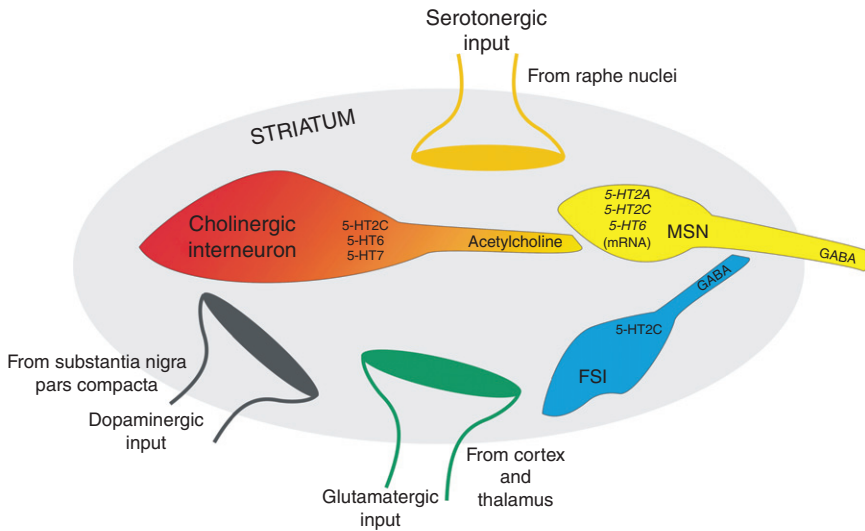 Serotonergic
input
From raphe nuclei
STRIATUM
Cholinergic
interneuron
5-HT2C
5-HT6
5-HT7
Acetylcholine
5-HT2A
5-HT2C
5-HT6
(mRNA)
MSN
GABA
GABA
5-HT2C
FSI
From substantia nigra
pars compacta
Dopaminergic
input
Glutamatergic
input
From cortex
and
thalamus